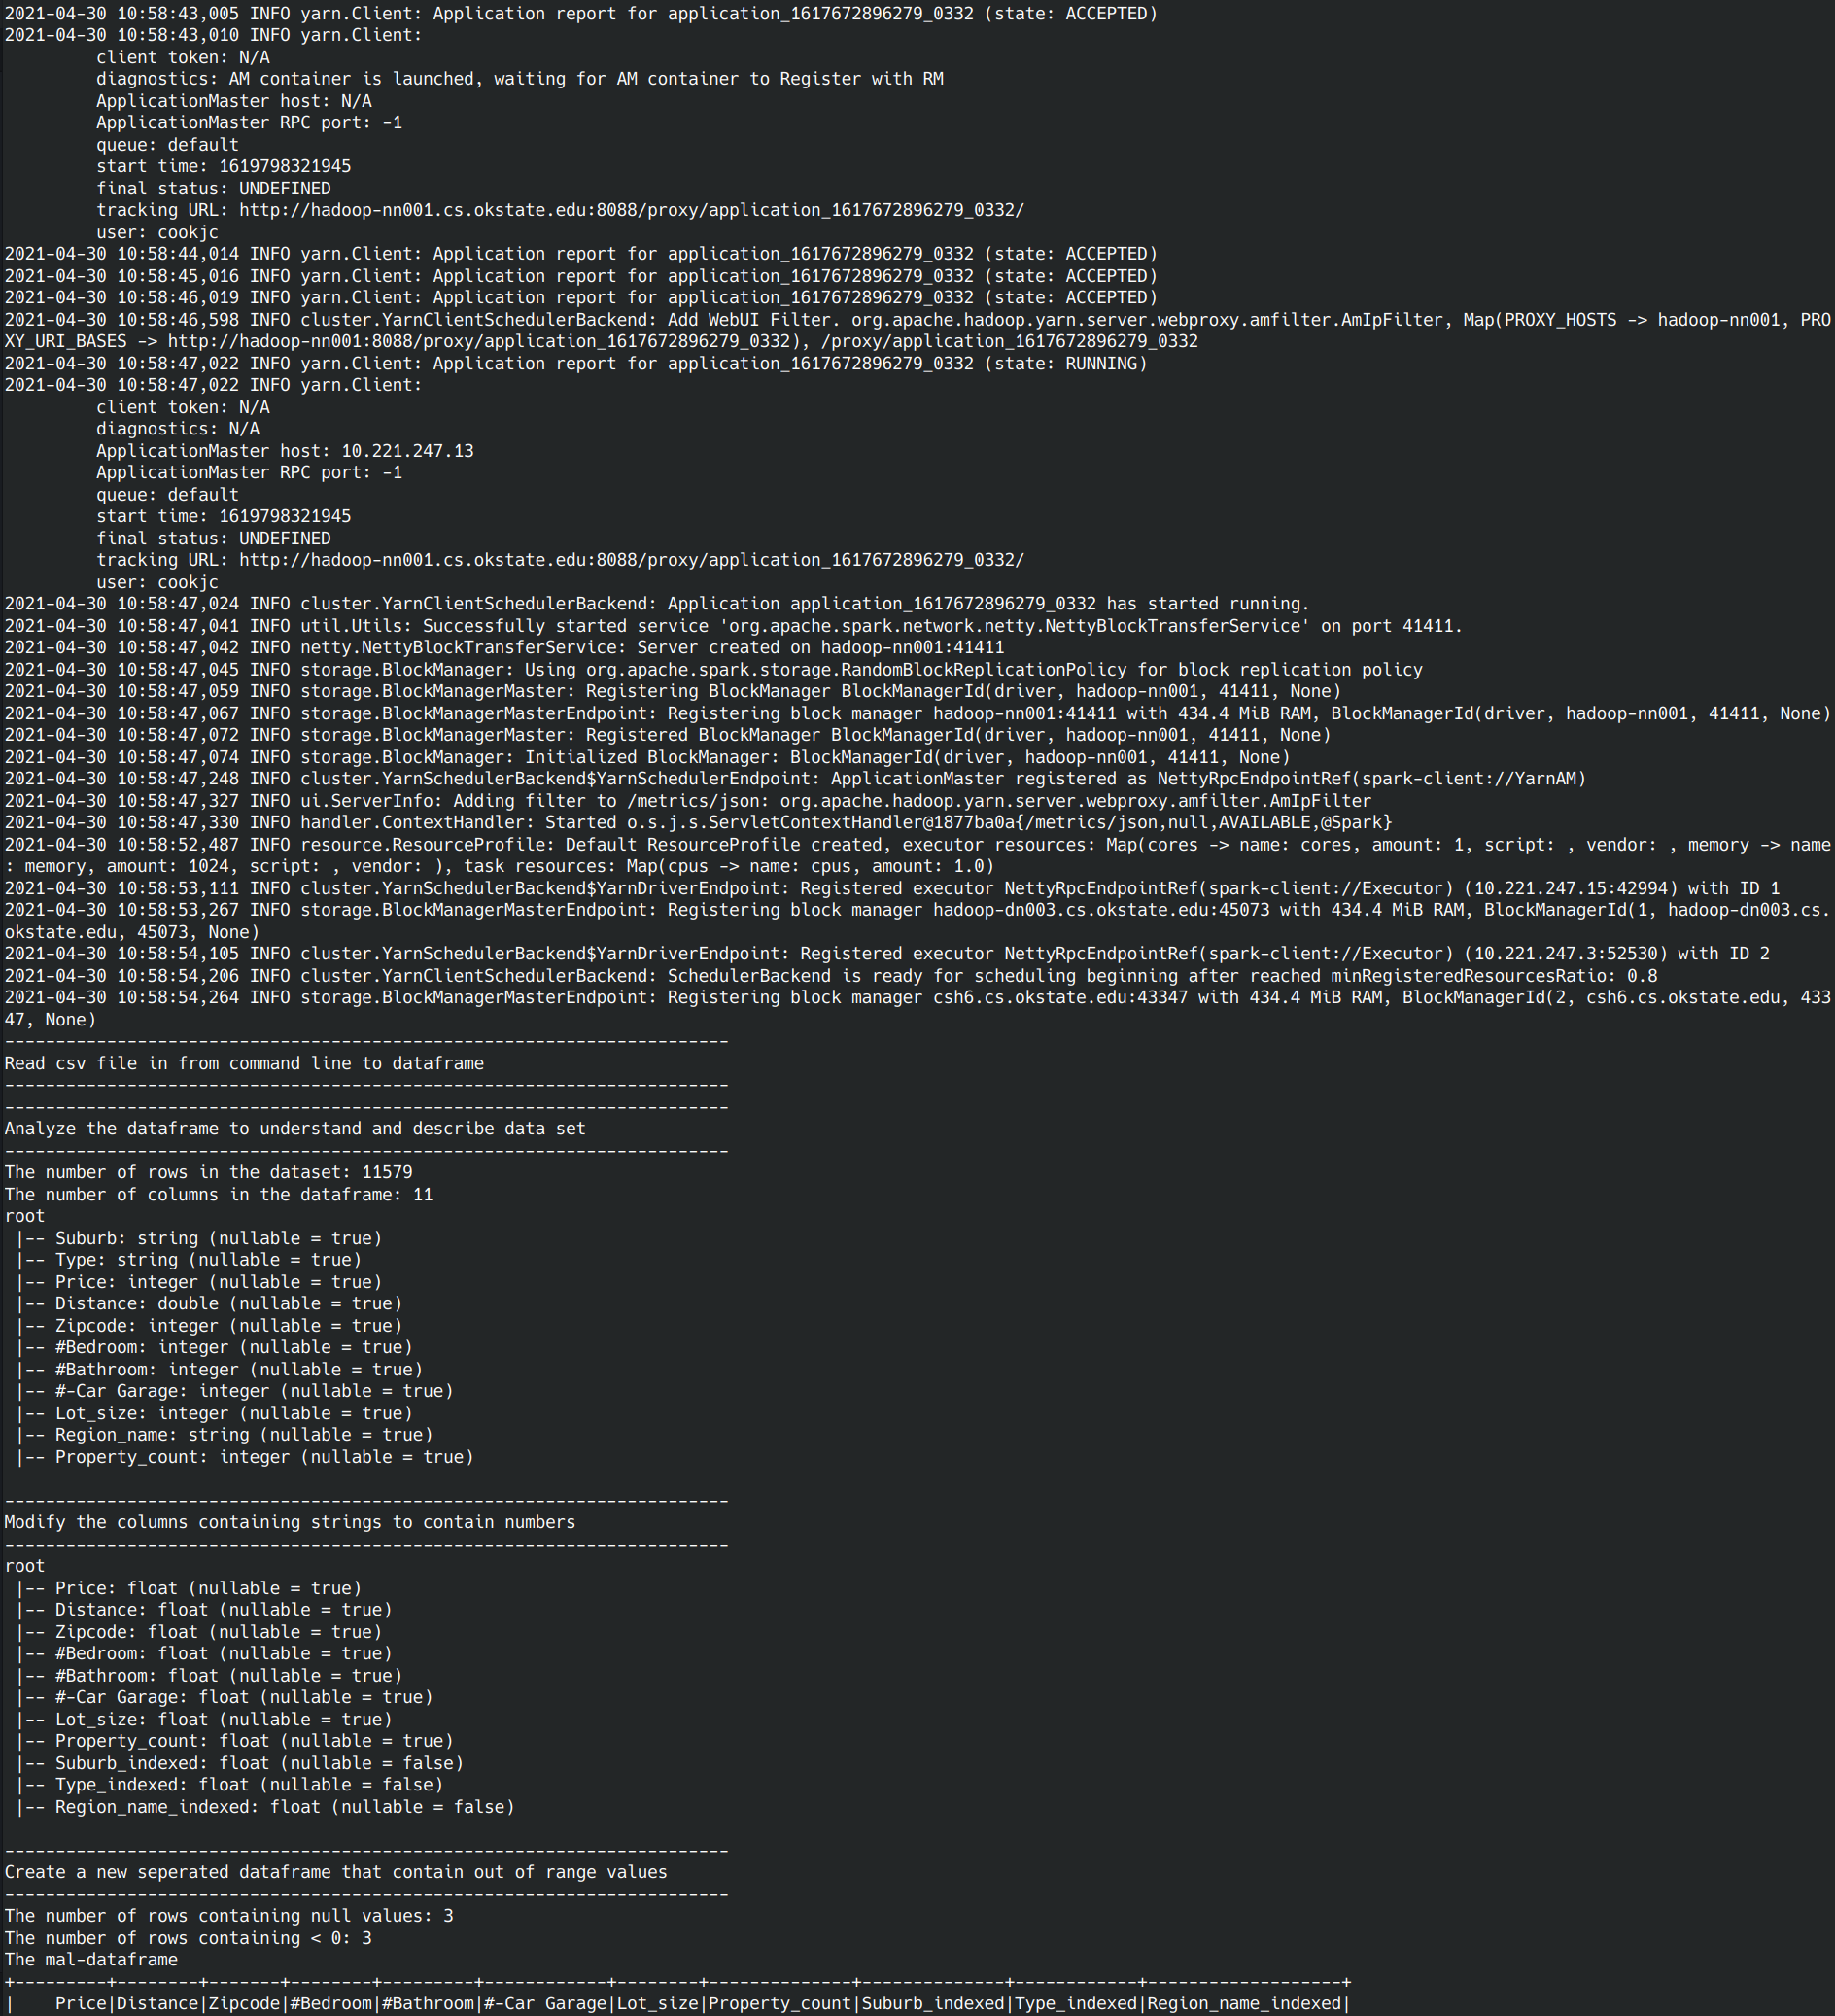 2021-04-30 10:58:43,005 INFO yarn.Client: Application report for application_1617672896279_0332 (state: ACCEPTED)
2021-04-30 10:58:43,010 INFO yarn.Client:
         client token: N/A
         diagnostics: AM container is launched, waiting for AM container to Register with RM
         ApplicationMaster host: N/A
         ApplicationMaster RPC port: -1
         queue: default
         start time: 1619798321945
         final status: UNDEFINED
         tracking URL: http://hadoop-nn001.cs.okstate.edu:8088/proxy/application_1617672896279_0332/
         user: cookjc
2021-04-30 10:58:44,014 INFO yarn.Client: Application report for application_1617672896279_0332 (state: ACCEPTED)
2021-04-30 10:58:45,016 INFO yarn.Client: Application report for application_1617672896279_0332 (state: ACCEPTED)
2021-04-30 10:58:46,019 INFO yarn.Client: Application report for application_1617672896279_0332 (state: ACCEPTED)
2021-04-30 10:58:46,598 INFO cluster.YarnClientSchedulerBackend: Add WebUI Filter. org.apache.hadoop.yarn.server.webproxy.amfilter.AmIpFilter, Map(PROXY_HOSTS -> hadoop-nn001, PRO
XY_URI_BASES -> http://hadoop-nn001:8088/proxy/application_1617672896279_0332), /proxy/application_1617672896279_0332
2021-04-30 10:58:47,022 INFO yarn.Client: Application report for application_1617672896279_0332 (state: RUNNING)
2021-04-30 10:58:47,022 INFO yarn.Client:
         client token: N/A
         diagnostics: N/A
         ApplicationMaster host: 10.221.247.13
         ApplicationMaster RPC port: -1
         queue: default
         start time: 1619798321945
         final status: UNDEFINED
         tracking URL: http://hadoop-nn001.cs.okstate.edu:8088/proxy/application_1617672896279_0332/
         user: cookjc
2021-04-30 10:58:47,024 INFO cluster.YarnClientSchedulerBackend: Application application_1617672896279_0332 has started running.
2021-04-30 10:58:47,041 INFO util.Utils: Successfully started service 'org.apache.spark.network.netty.NettyBlockTransferService' on port 41411.
2021-04-30 10:58:47,042 INFO netty.NettyBlockTransferService: Server created on hadoop-nn001:41411
2021-04-30 10:58:47,045 INFO storage.BlockManager: Using org.apache.spark.storage.RandomBlockReplicationPolicy for block replication policy
2021-04-30 10:58:47,059 INFO storage.BlockManagerMaster: Registering BlockManager BlockManagerId(driver, hadoop-nn001, 41411, None)
2021-04-30 10:58:47,067 INFO storage.BlockManagerMasterEndpoint: Registering block manager hadoop-nn001:41411 with 434.4 MiB RAM, BlockManagerId(driver, hadoop-nn001, 41411, None)
2021-04-30 10:58:47,072 INFO storage.BlockManagerMaster: Registered BlockManager BlockManagerId(driver, hadoop-nn001, 41411, None)
2021-04-30 10:58:47,074 INFO storage.BlockManager: Initialized BlockManager: BlockManagerId(driver, hadoop-nn001, 41411, None)
2021-04-30 10:58:47,248 INFO cluster.YarnSchedulerBackend$YarnSchedulerEndpoint: ApplicationMaster registered as NettyRpcEndpointRef(spark-client://YarnAM)
2021-04-30 10:58:47,327 INFO ui.ServerInfo: Adding filter to /metrics/json: org.apache.hadoop.yarn.server.webproxy.amfilter.AmIpFilter
2021-04-30 10:58:47,330 INFO handler.ContextHandler: Started o.s.j.s.ServletContextHandler@1877ba0a{/metrics/json,null,AVAILABLE,@Spark}
2021-04-30 10:58:52,487 INFO resource.ResourceProfile: Default ResourceProfile created, executor resources: Map(cores -> name: cores, amount: 1, script: , vendor: , memory -> name
: memory, amount: 1024, script: , vendor: ), task resources: Map(cpus -> name: cpus, amount: 1.0)
2021-04-30 10:58:53,111 INFO cluster.YarnSchedulerBackend$YarnDriverEndpoint: Registered executor NettyRpcEndpointRef(spark-client://Executor) (10.221.247.15:42994) with ID 1
2021-04-30 10:58:53,267 INFO storage.BlockManagerMasterEndpoint: Registering block manager hadoop-dn003.cs.okstate.edu:45073 with 434.4 MiB RAM, BlockManagerId(1, hadoop-dn003.cs.
okstate.edu, 45073, None)
2021-04-30 10:58:54,105 INFO cluster.YarnSchedulerBackend$YarnDriverEndpoint: Registered executor NettyRpcEndpointRef(spark-client://Executor) (10.221.247.3:52530) with ID 2
2021-04-30 10:58:54,206 INFO cluster.YarnClientSchedulerBackend: SchedulerBackend is ready for scheduling beginning after reached minRegisteredResourcesRatio: 0.8
2021-04-30 10:58:54,264 INFO storage.BlockManagerMasterEndpoint: Registering block manager csh6.cs.okstate.edu:43347 with 434.4 MiB RAM, BlockManagerId(2, csh6.cs.okstate.edu, 433
47, None)
-----------------------------------------------------------------------
Read csv file in from command line to dataframe
-----------------------------------------------------------------------
-----------------------------------------------------------------------
Analyze the dataframe to understand and describe data set
-----------------------------------------------------------------------
The number of rows in the dataset: 11579
The number of columns in the dataframe: 11
root
 |-- Suburb: string (nullable = true)
 |-- Type: string (nullable = true)
 |-- Price: integer (nullable = true)
 |-- Distance: double (nullable = true)
 |-- Zipcode: integer (nullable = true)
 |-- #Bedroom: integer (nullable = true)
 |-- #Bathroom: integer (nullable = true)
 |-- #-Car Garage: integer (nullable = true)
 |-- Lot_size: integer (nullable = true)
 |-- Region_name: string (nullable = true)
 |-- Property_count: integer (nullable = true)

-----------------------------------------------------------------------
Modify the columns containing strings to contain numbers
-----------------------------------------------------------------------
root
 |-- Price: float (nullable = true)
 |-- Distance: float (nullable = true)
 |-- Zipcode: float (nullable = true)
 |-- #Bedroom: float (nullable = true)
 |-- #Bathroom: float (nullable = true)
 |-- #-Car Garage: float (nullable = true)
 |-- Lot_size: float (nullable = true)
 |-- Property_count: float (nullable = true)
 |-- Suburb_indexed: float (nullable = false)
 |-- Type_indexed: float (nullable = false)
 |-- Region_name_indexed: float (nullable = false)

-----------------------------------------------------------------------
Create a new seperated dataframe that contain out of range values
-----------------------------------------------------------------------
The number of rows containing null values: 3
The number of rows containing < 0: 3
The mal-dataframe
+---------+--------+-------+--------+---------+------------+--------+--------------+--------------+------------+-------------------+
|    Price|Distance|Zipcode|#Bedroom|#Bathroom|#-Car Garage|Lot_size|Property_count|Suburb_indexed|Type_indexed|Region_name_indexed|